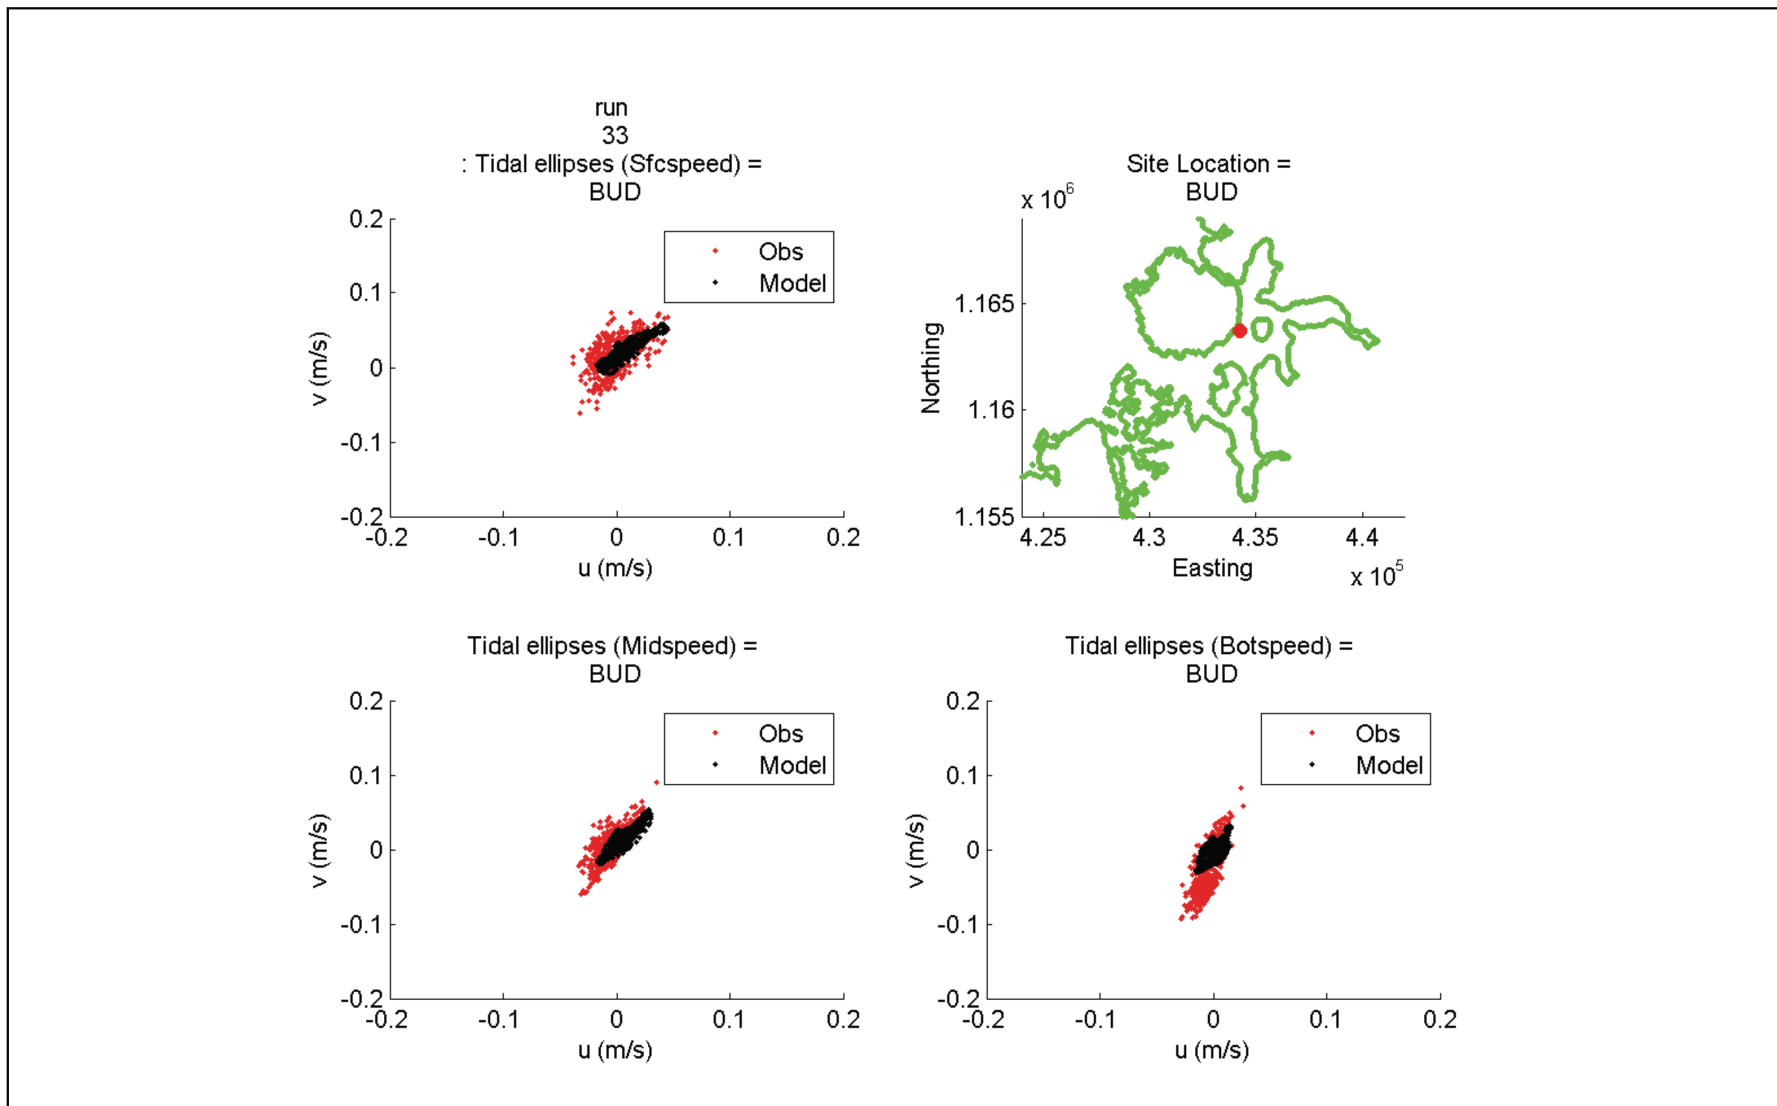 run
33
: Tidal ellipses (Sfcspeed) =
BUD
0.2
0.1
0
-0.1
-0.2
v (m/s)
Obs
Model
-0.2 -0.1 0 0.1 0.2
u (m/s)
Site Location =
BUD
x 10^6
1.165
1.16
1.155
Northing
4.25 4.3 4.35 4.4
Easting
x 10^5
Tidal ellipses (Midspeed) =
BUD
0.2
0.1
0
-0.1
-0.2
v (m/s)
Obs
Model
-0.2 -0.1 0 0.1 0.2
u (m/s)
Tidal ellipses (Botspeed) =
BUD
0.2
0.1
0
-0.1
-0.2
v (m/s)
Obs
Model
-0.2 -0.1 0 0.1 0.2
u (m/s)